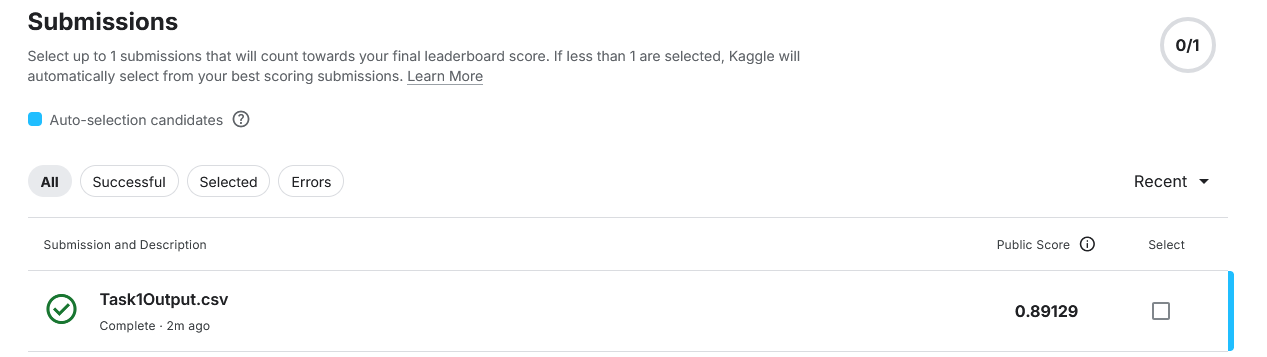 Submissions
0/1
Select up to 1 submissions that will count towards your final leaderboard score. If less than 1 are selected, Kaggle will
automatically select from your best scoring submissions. Learn More
Auto-selection candidates ?
All Successful Selected Errors Recent
Submission and Description Public Score i Select
Task1Output.csv
Complete · 2m ago
0.89129